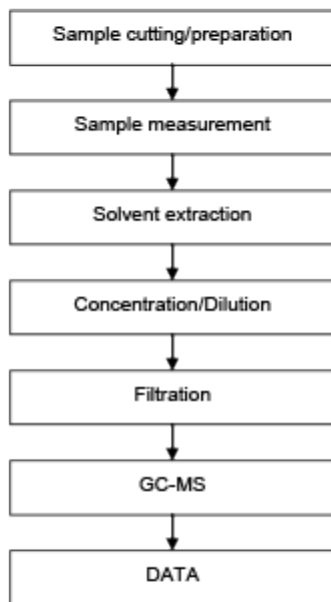 Sample cutting/preparation
Sample measurement
Solvent extraction
Concentration/Dilution
Filtration
GC-MS
DATA